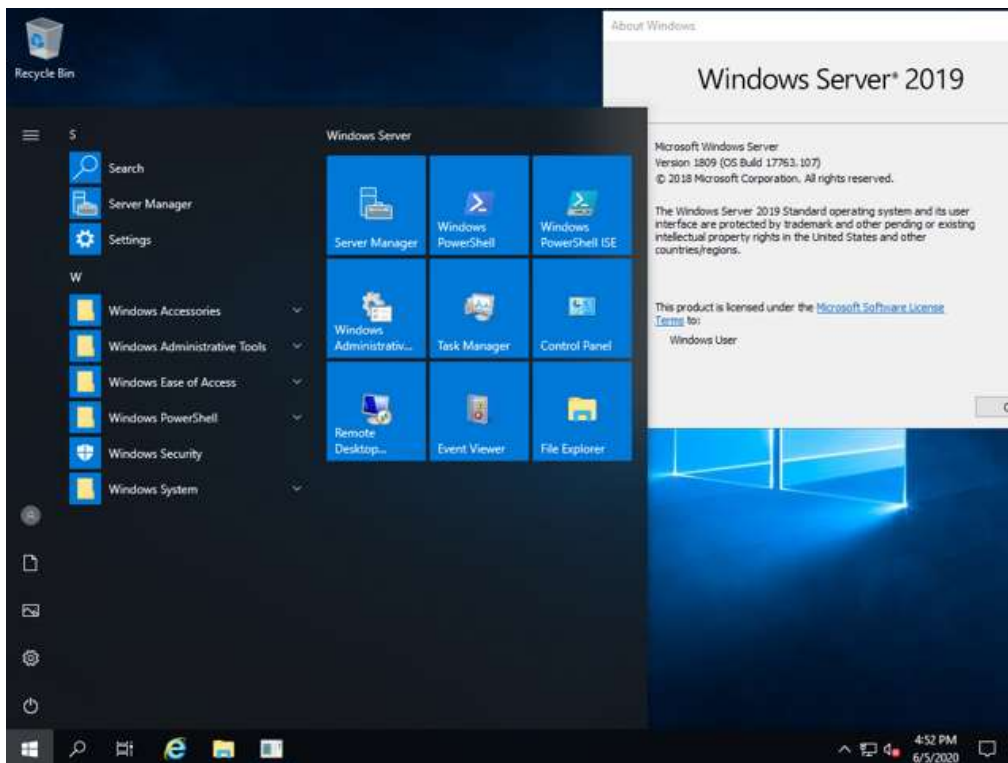 Recycle Bin
About Windows
Windows Server® 2019
Microsoft Windows Server
Version 1809 (OS Build 17763.107)
© 2018 Microsoft Corporation. All rights reserved.
The Windows Server 2019 Standard operating system and its user
interface are protected by trademark and other pending or existing
intellectual property rights in the United States and other
countries/regions.
This product is licensed under the Microsoft Software License
Terms to:
Windows User
S
Search
Server Manager
Settings
W
Windows Accessories
Windows Administrative Tools
Windows Ease of Access
Windows PowerShell
Windows Security
Windows System
Windows Server
Server Manager
Windows
PowerShell
Windows
PowerShell ISE
Windows
Administrativ...
Task Manager
Control Panel
Remote
Desktop...
Event Viewer
File Explorer
4:52 PM
6/5/2020